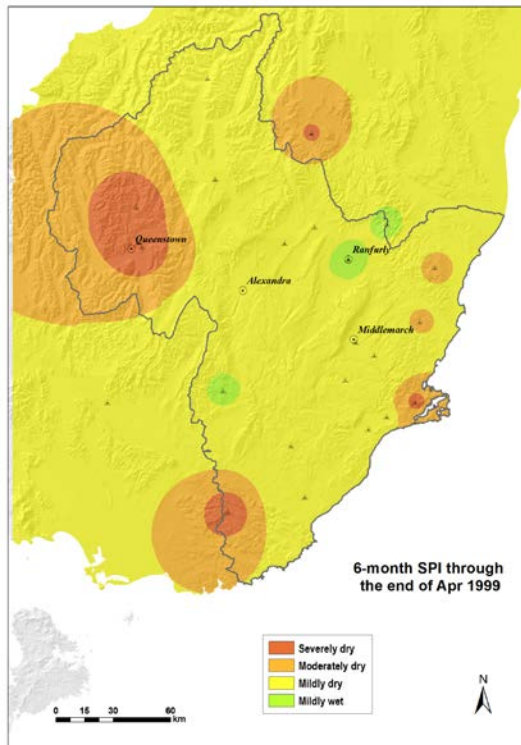 Queenstown
Ranfurly
Alexandra
Middlemarch
6-month SPI through
the end of Apr 1999
Severely dry
Moderately dry
Mildly dry
Mildly wet
N
0 15 30 60
km